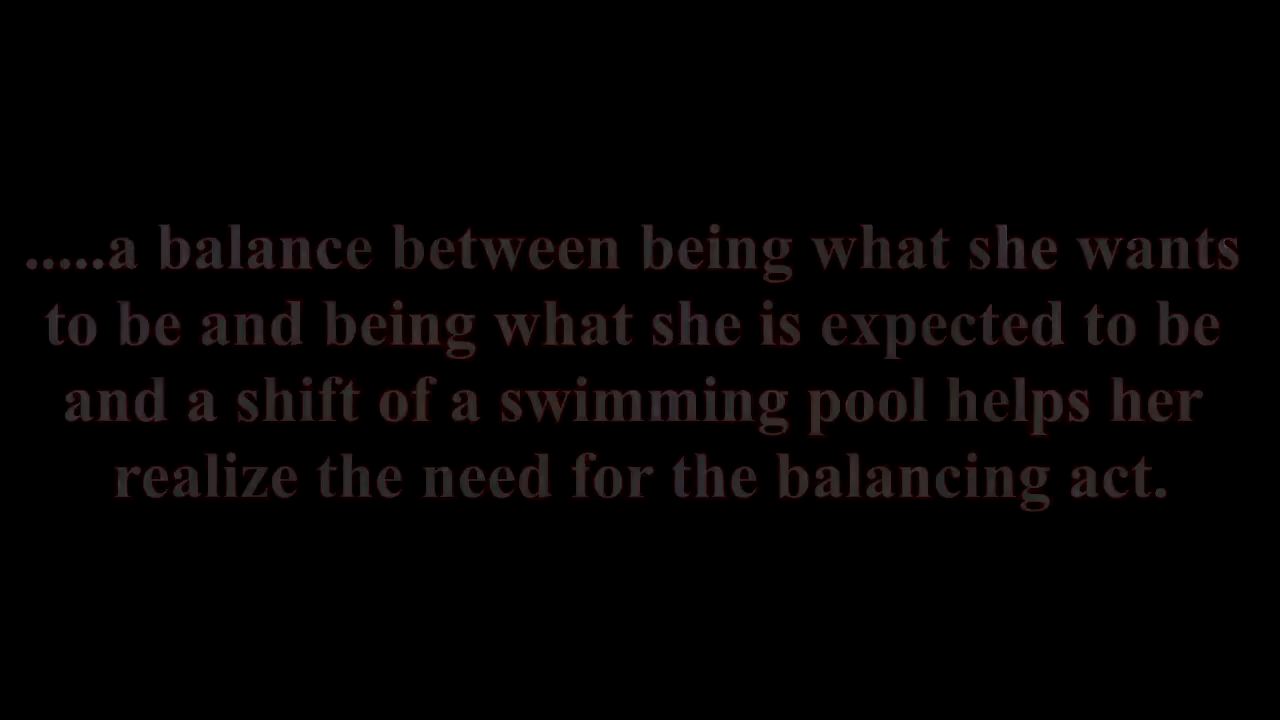 .....a balance between being what she wants
to be and being what she is expected to be
and a shift of a swimming pool helps her
realize the need for the balancing act.